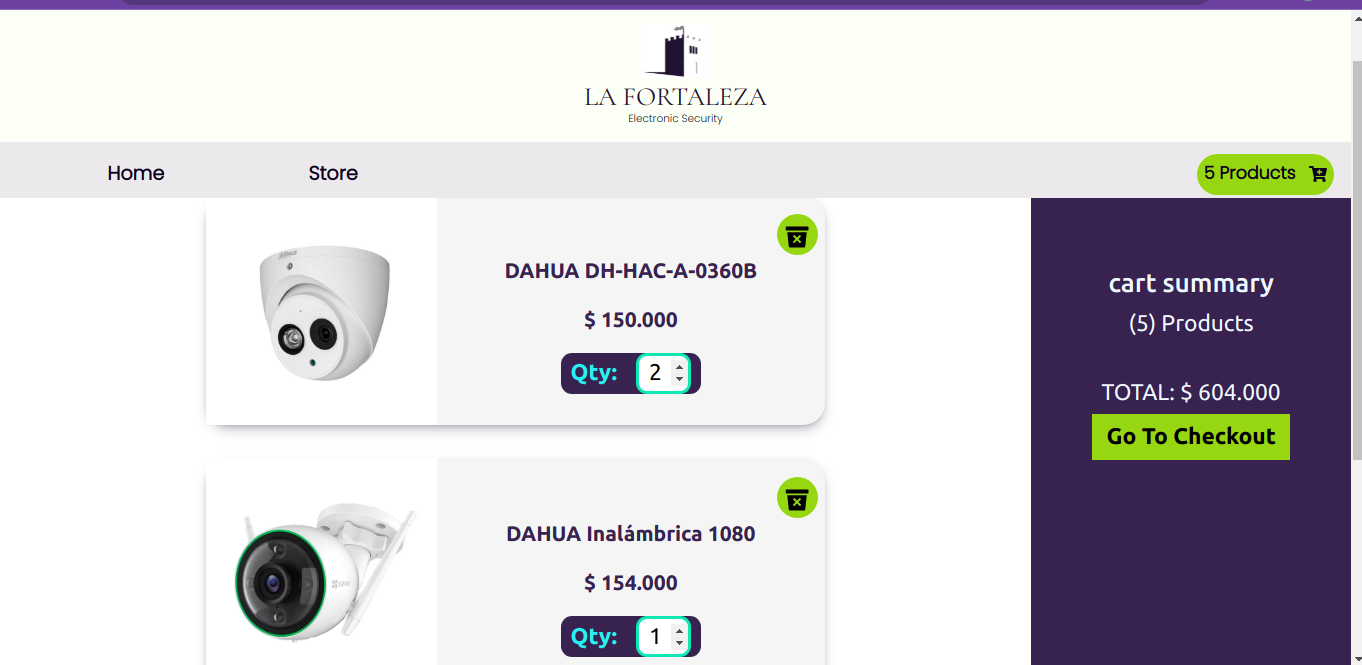 LA FORTALEZA
Electronic Security
Home
Store
5 Products
alhua
DAHUA DH-HAC-A-0360B
$ 150.000
Qty:
2
DAHUA Inalámbrica 1080
$ 154.000
Qty:
1
cart summary
(5) Products
TOTAL: $ 604.000
Go To Checkout